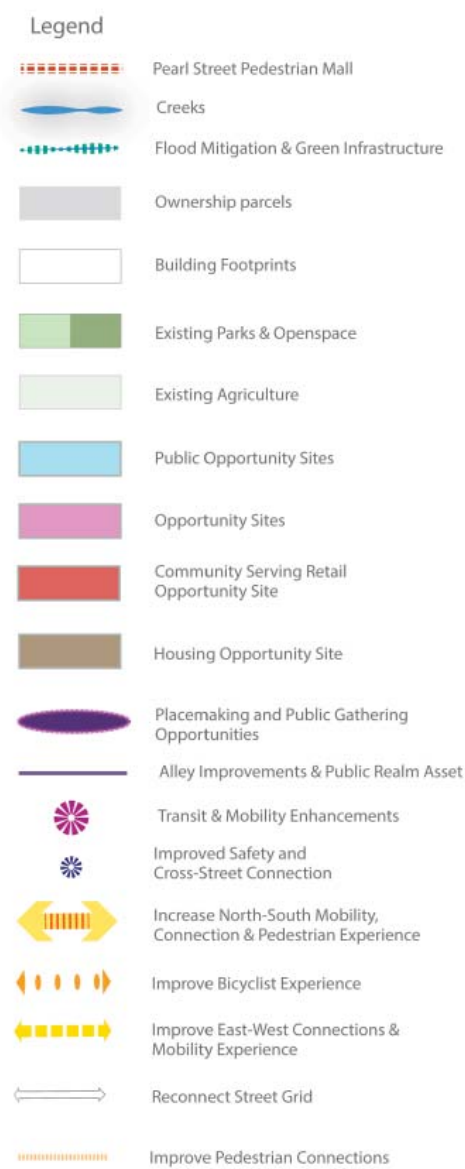 Legend
Pearl Street Pedestrian Mall
Creeks
Flood Mitigation & Green Infrastructure
Ownership parcels
Building Footprints
Existing Parks & Openspace
Existing Agriculture
Public Opportunity Sites
Opportunity Sites
Community Serving Retail
Opportunity Site
Housing Opportunity Site
Placemaking and Public Gathering
Opportunities
Alley Improvements & Public Realm Asset
Transit & Mobility Enhancements
Improved Safety and
Cross-Street Connection
Increase North-South Mobility,
Connection & Pedestrian Experience
Improve Bicyclist Experience
Improve East-West Connections &
Mobility Experience
Reconnect Street Grid
Improve Pedestrian Connections